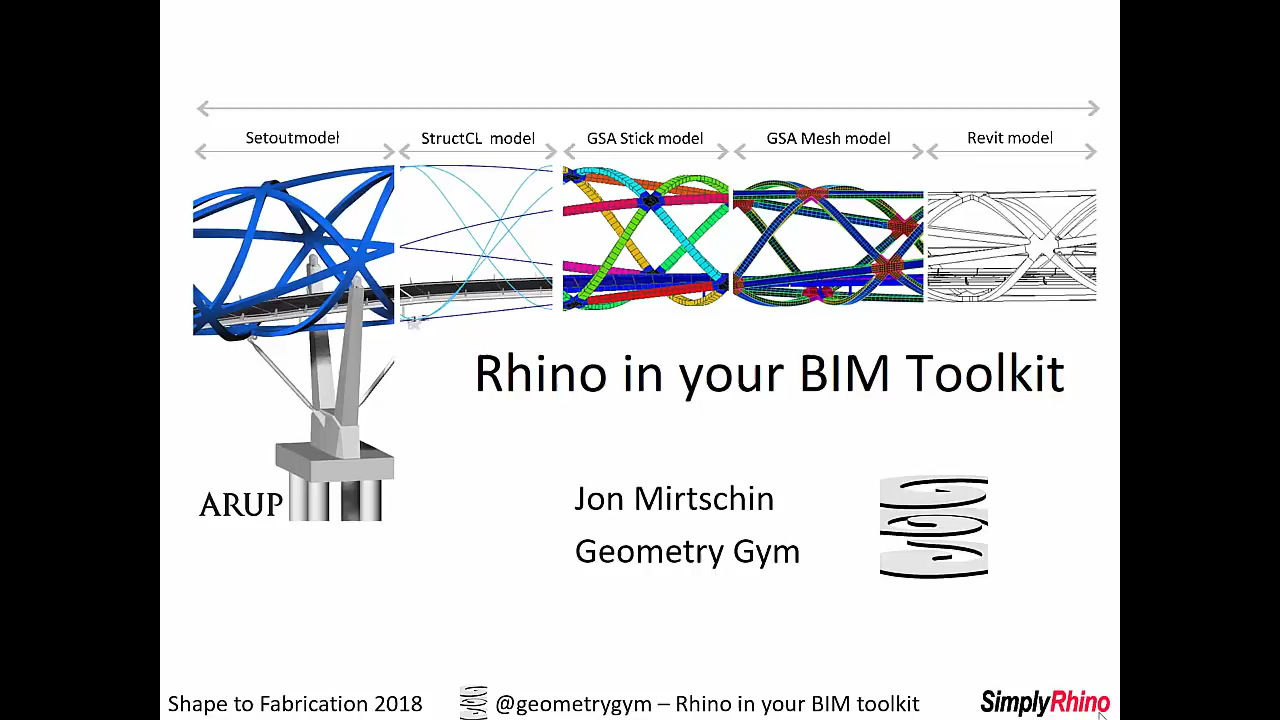 Setoutmodel
StructCL model
GSA Stick model
GSA Mesh model
Revit model
Rhino in your BIM Toolkit
ARUP
Jon Mirtschin
Geometry Gym
Shape to Fabrication 2018
@geometrygym – Rhino in your BIM toolkit
SimplyRhino